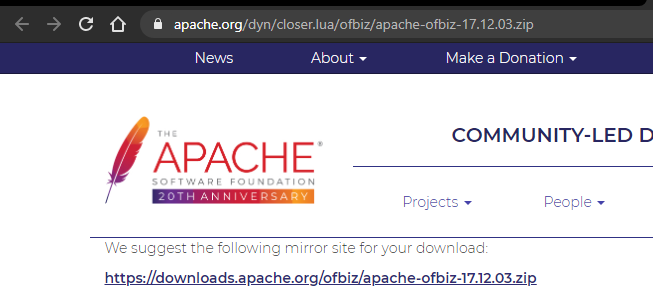 apache.org/dyn/closer.lua/ofbiz/apache-ofbiz-17.12.03.zip
News About Make a Donation
THE
APACHE®
SOFTWARE FOUNDATION
20TH ANNIVERSARY
COMMUNITY-LED D
Projects People
We suggest the following mirror site for your download:
https://downloads.apache.org/ofbiz/apache-ofbiz-17.12.03.zip